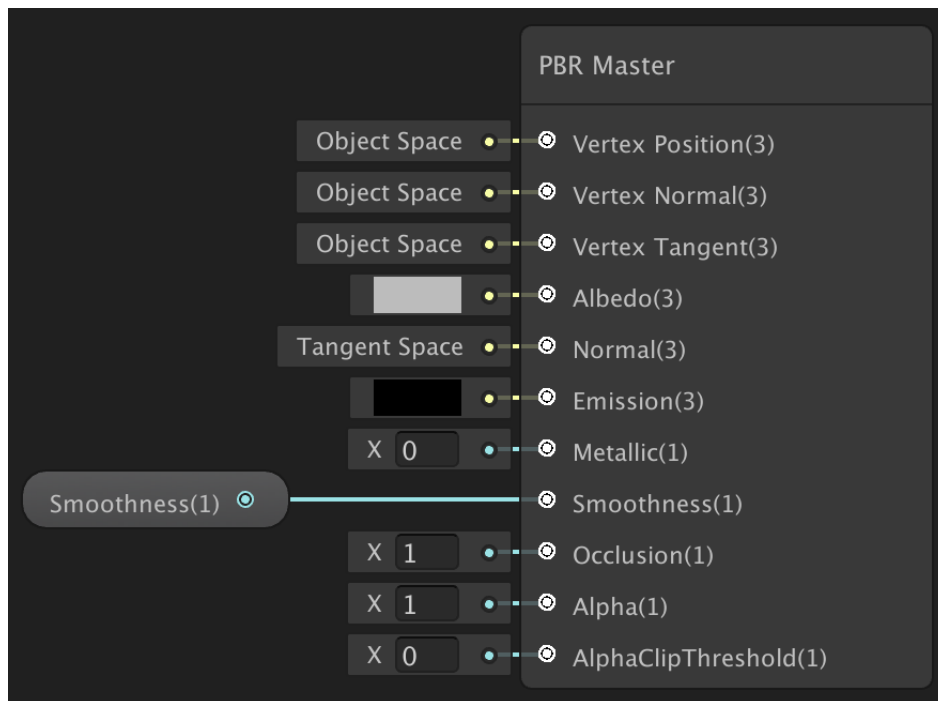 PBR Master
Object Space Vertex Position(3)
Object Space Vertex Normal(3)
Object Space Vertex Tangent(3)
Albedo(3)
Tangent Space Normal(3)
Emission(3)
X 0 Metallic(1)
Smoothness(1) Smoothness(1)
X 1 Occlusion(1)
X 1 Alpha(1)
X 0 AlphaClipThreshold(1)